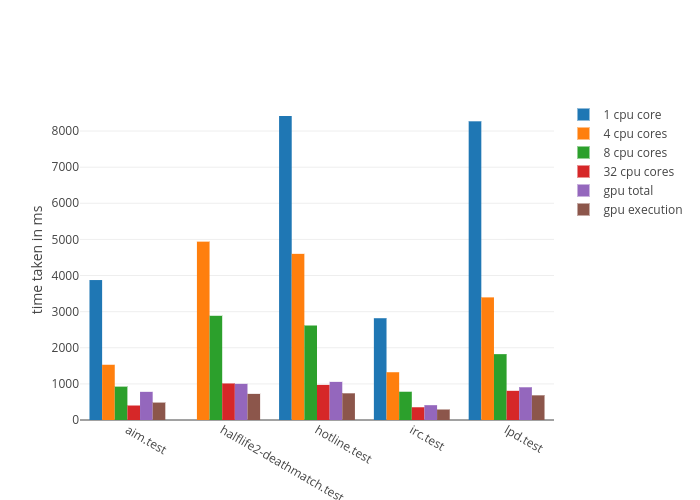 1 cpu core
4 cpu cores
8 cpu cores
32 cpu cores
gpu total
gpu execution
time taken in ms
8000
7000
6000
5000
4000
3000
2000
1000
0
aim.test
halflife2-deathmatch.test
hotline.test
irc.test
lpd.test